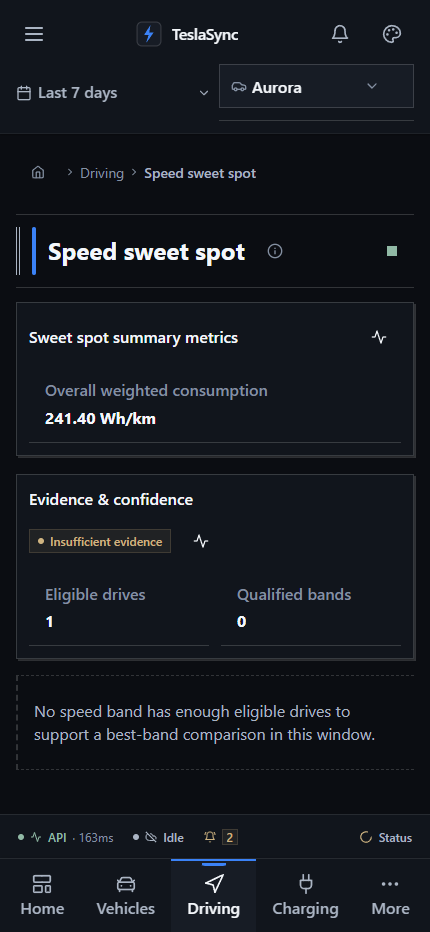 TeslaSync
Last 7 days
Aurora
Driving
Speed sweet spot
Speed sweet spot
Sweet spot summary metrics
Overall weighted consumption
241.40 Wh/km
Evidence & confidence
Insufficient evidence
Eligible drives
Qualified bands
1
0
No speed band has enough eligible drives to
support a best-band comparison in this window.
API · 163ms
Idle
2
Status
Home
Vehicles
Driving
Charging
More